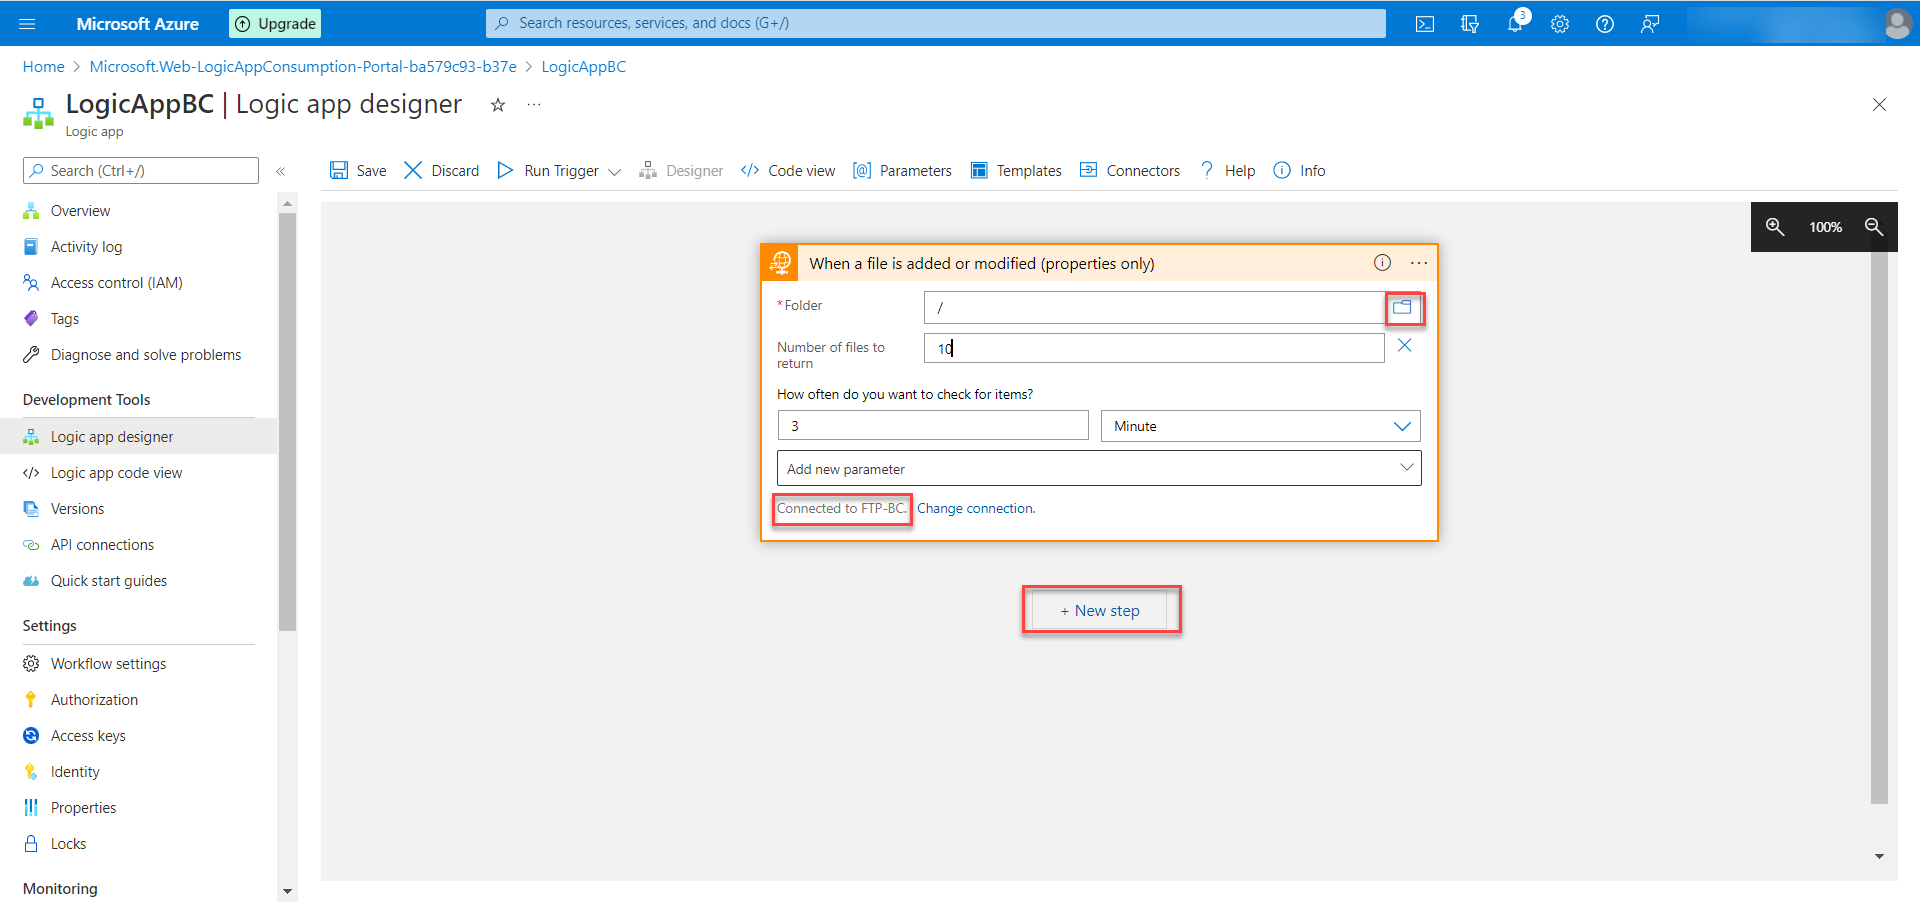 Microsoft Azure
Upgrade
Search resources, services, and docs (G+/)
3
Home > Microsoft.Web-LogicAppConsumption-Portal-ba579c93-b37e > LogicAppBC
LogicAppBC | Logic app designer
Logic app
Search (Ctrl+/)
Save
Discard
Run Trigger
Designer
Code view
Parameters
Templates
Connectors
Help
Info
Overview
Activity log
Access control (IAM)
Tags
Diagnose and solve problems
Development Tools
Logic app designer
Logic app code view
Versions
API connections
Quick start guides
Settings
Workflow settings
Authorization
Access keys
Identity
Properties
Locks
Monitoring
100%
When a file is added or modified (properties only)
* Folder
/
Number of files to
return
10
How often do you want to check for items?
3
Minute
Add new parameter
Connected to FTP-BC. Change connection.
+ New step